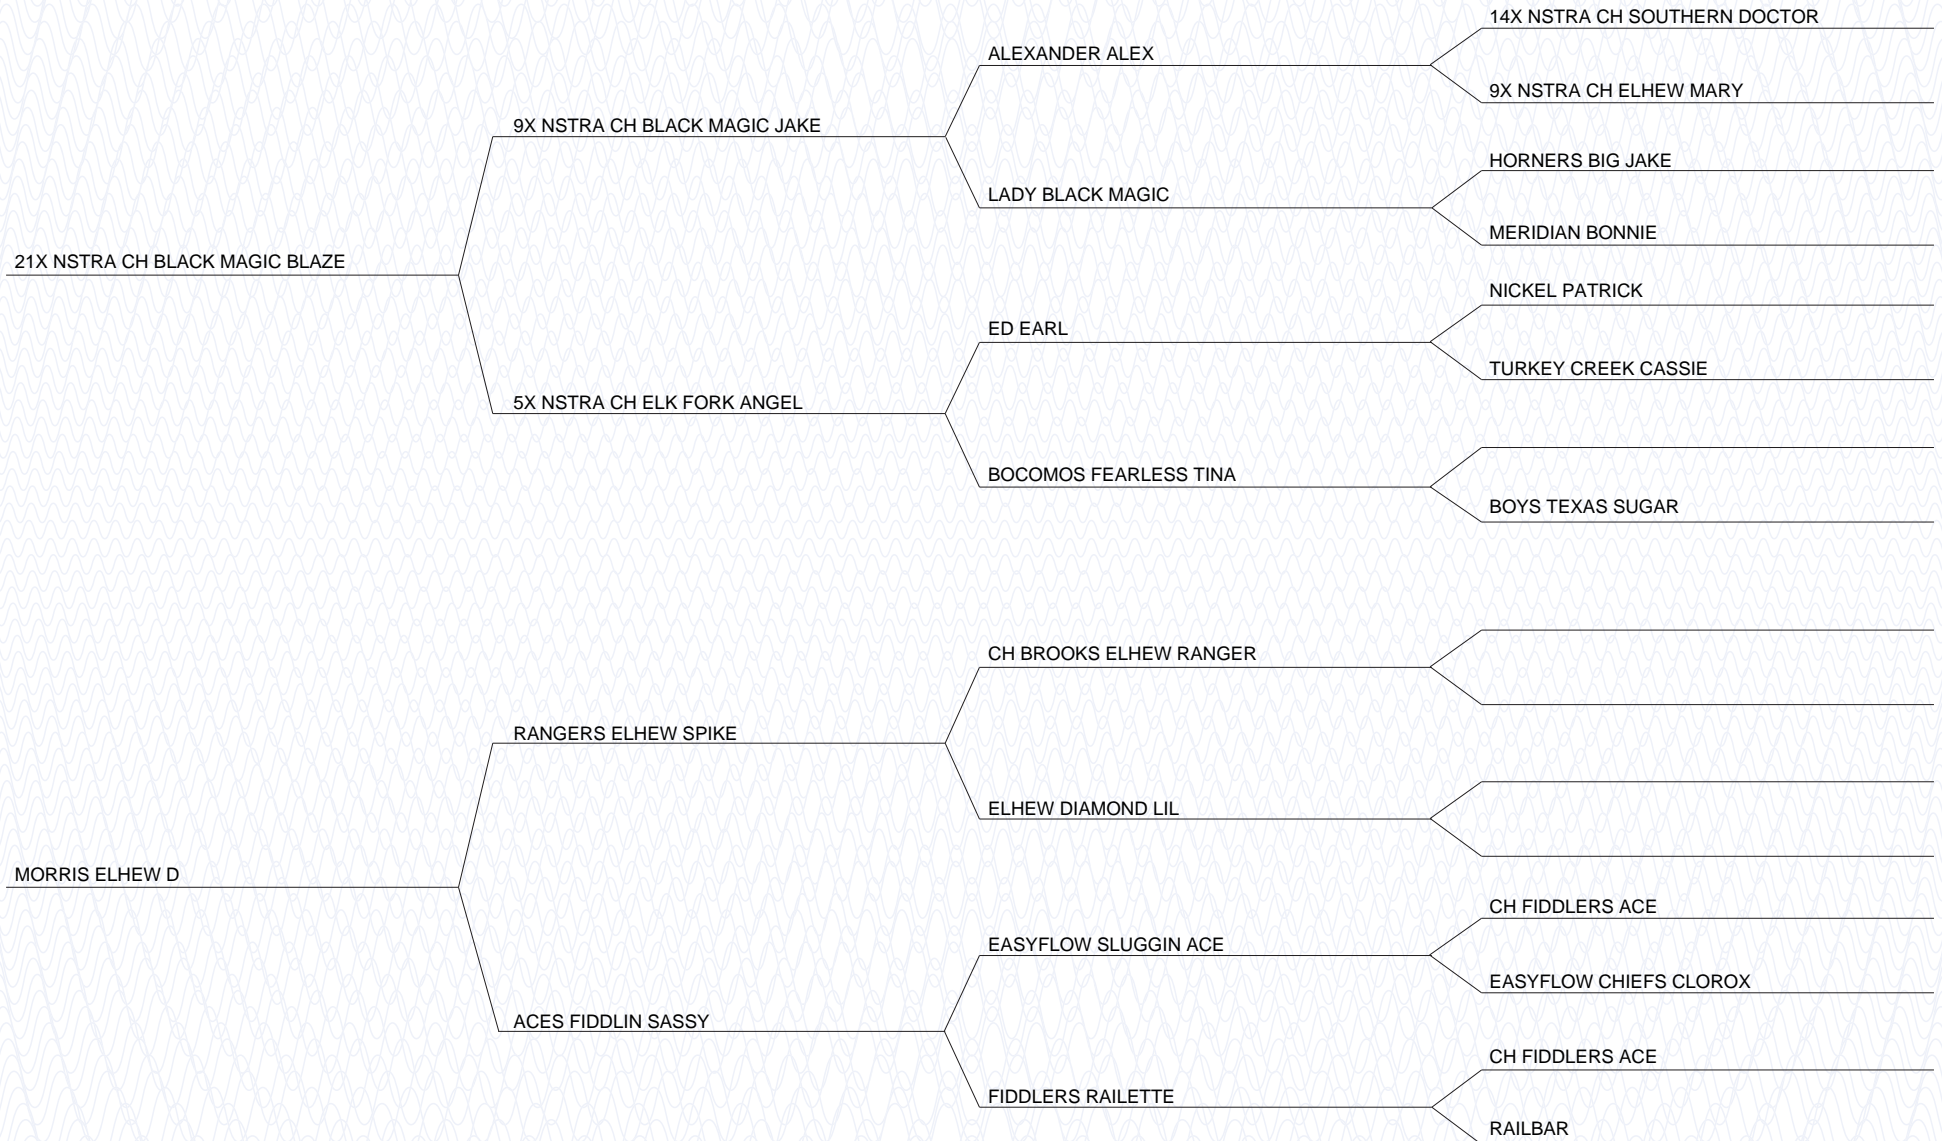 14X NSTRA CH SOUTHERN DOCTOR
ALEXANDER ALEX
9X NSTRA CH ELHEW MARY
9X NSTRA CH BLACK MAGIC JAKE
HORNERS BIG JAKE
LADY BLACK MAGIC
MERIDIAN BONNIE
21X NSTRA CH BLACK MAGIC BLAZE
NICKEL PATRICK
ED EARL
TURKEY CREEK CASSIE
5X NSTRA CH ELK FORK ANGEL
BOCOMOS FEARLESS TINA
BOYS TEXAS SUGAR
CH BROOKS ELHEW RANGER
RANGERS ELHEW SPIKE
ELHEW DIAMOND LIL
MORRIS ELHEW D
CH FIDDLERS ACE
EASYFLOW SLUGGIN ACE
EASYFLOW CHIEFS CLOROX
ACES FIDDLIN SASSY
CH FIDDLERS ACE
FIDDLERS RAILETTE
RAILBAR